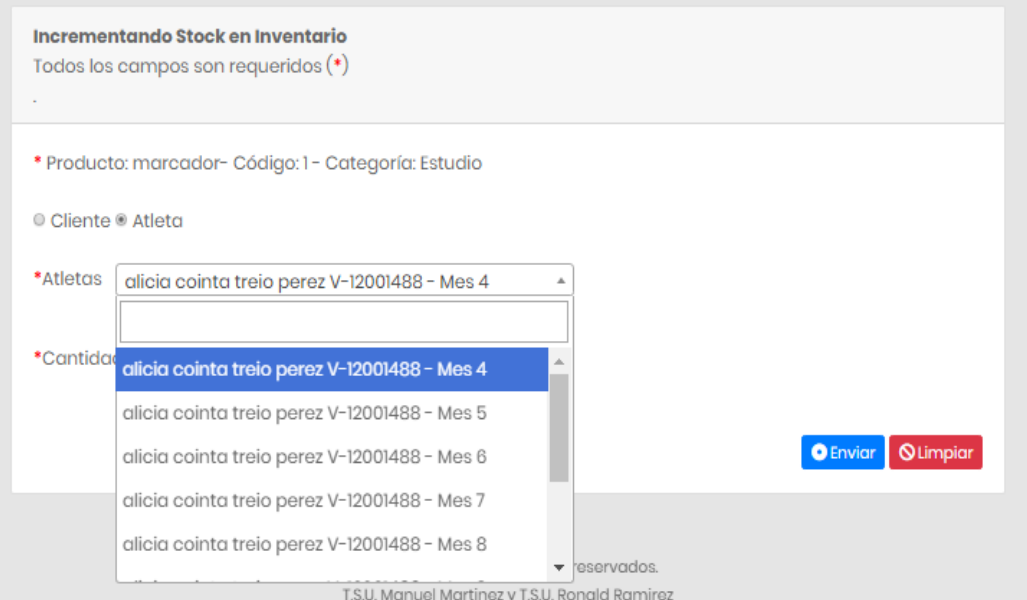 Incrementando Stock en Inventario
Todos los campos son requeridos (*)
.
* Producto: marcador- Código: 1 - Categoría: Estudio
Cliente Atleta
*Atletas alicia cointa treio perez V-12001488 - Mes 4
*Cantidad
alicia cointa treio perez V-12001488 - Mes 4
alicia cointa treio perez V-12001488 - Mes 5
alicia cointa treio perez V-12001488 - Mes 6
Enviar Limpiar
alicia cointa treio perez V-12001488 - Mes 7
alicia cointa treio perez V-12001488 - Mes 8
reservados.
T.S.U. Manuel Martinez y T.S.U. Ronald Ramirez